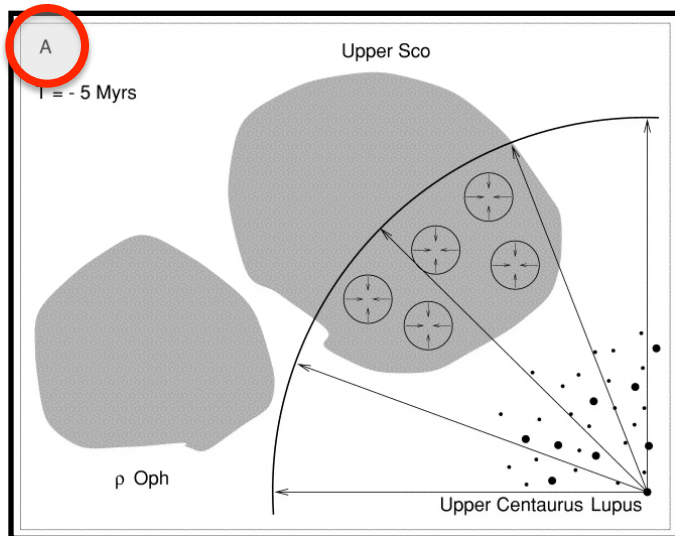 A
Upper Sco
T = - 5 Myrs
ρ Oph
Upper Centaurus Lupus